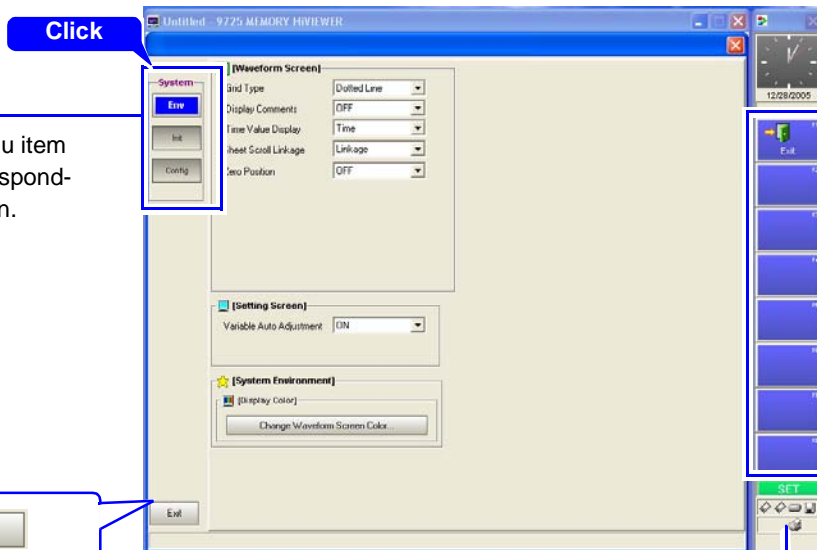 Untitled - 9725 MEMORY HiVIEWER
Click
12/28/2005
System
Env
Init
Config
[Waveform Screen]
Grid Type Dotted Line
Display Comments OFF
Time Value Display Time
Sheet Scroll Linkage Linkage
Zero Position OFF
u item
spond-
n.
Exit
[Setting Screen]
Variable Auto Adjustment ON
[System Environment]
[Display Color]
Change Waveform Screen Color...
Exit
SET